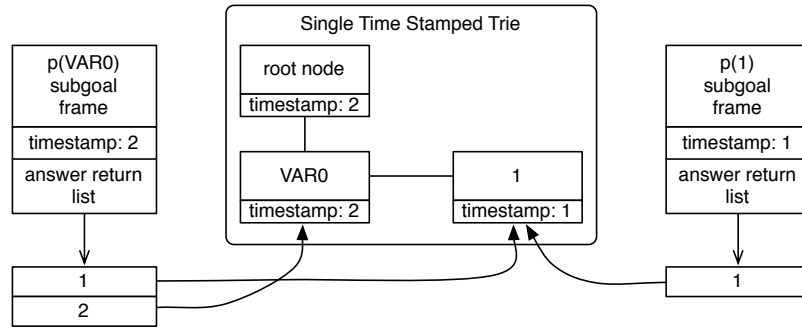 Single Time Stamped Trie
p(VAR0)
subgoal
frame
timestamp: 2
answer return
list
1
2
root node
timestamp: 2
VAR0
timestamp: 2
1
timestamp: 1
p(1)
subgoal
frame
timestamp: 1
answer return
list
1